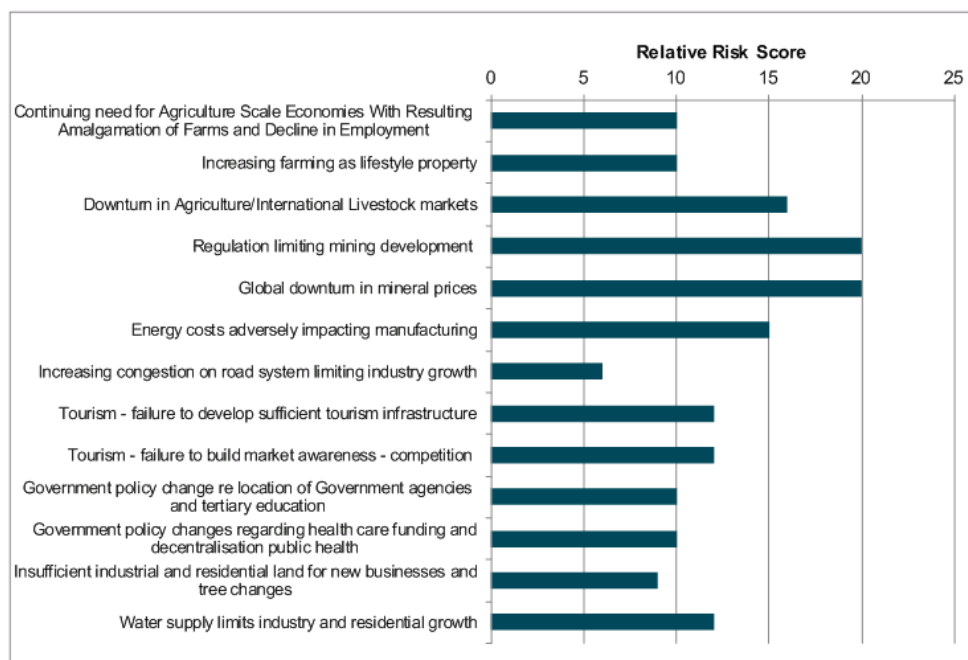 Relative Risk Score
0 5 10 15 20 25
Continuing need for Agriculture Scale Economies With Resulting
Amalgamation of Farms and Decline in Employment
Increasing farming as lifestyle property
Downturn in Agriculture/International Livestock markets
Regulation limiting mining development
Global downturn in mineral prices
Energy costs adversely impacting manufacturing
Increasing congestion on road system limiting industry growth
Tourism - failure to develop sufficient tourism infrastructure
Tourism - failure to build market awareness - competition
Government policy change re location of Government agencies
and tertiary education
Government policy changes regarding health care funding and
decentralisation public health
Insufficient industrial and residential land for new businesses and
tree changes
Water supply limits industry and residential growth